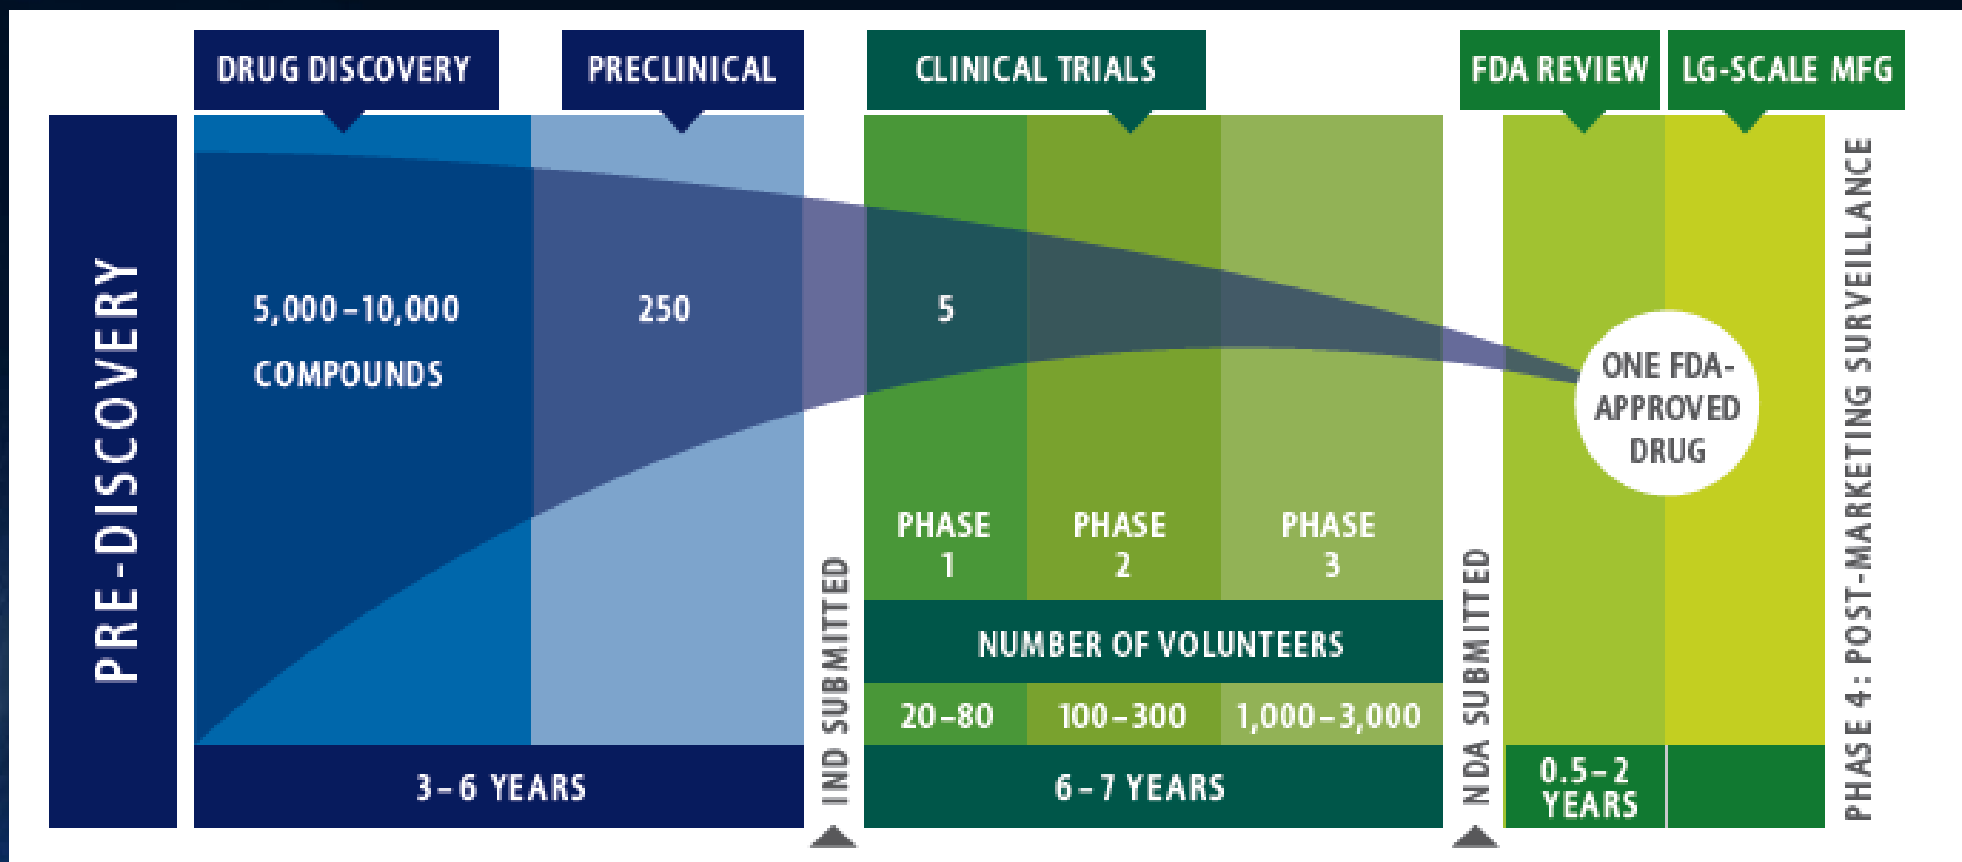 DRUG DISCOVERY
PRECLINICAL
CLINICAL TRIALS
FDA REVIEW
LG-SCALE MFG
PRE-DISCOVERY
5,000–10,000
COMPOUNDS
250
5
ONE FDA-
APPROVED
DRUG
PHASE
1
PHASE
2
PHASE
3
NUMBER OF VOLUNTEERS
20–80
100–300
1,000–3,000
3–6 YEARS
IND SUBMITTED
6–7 YEARS
NDA SUBMITTED
0.5–2
YEARS
PHASE 4: POST-MARKETING SURVEILLANCE